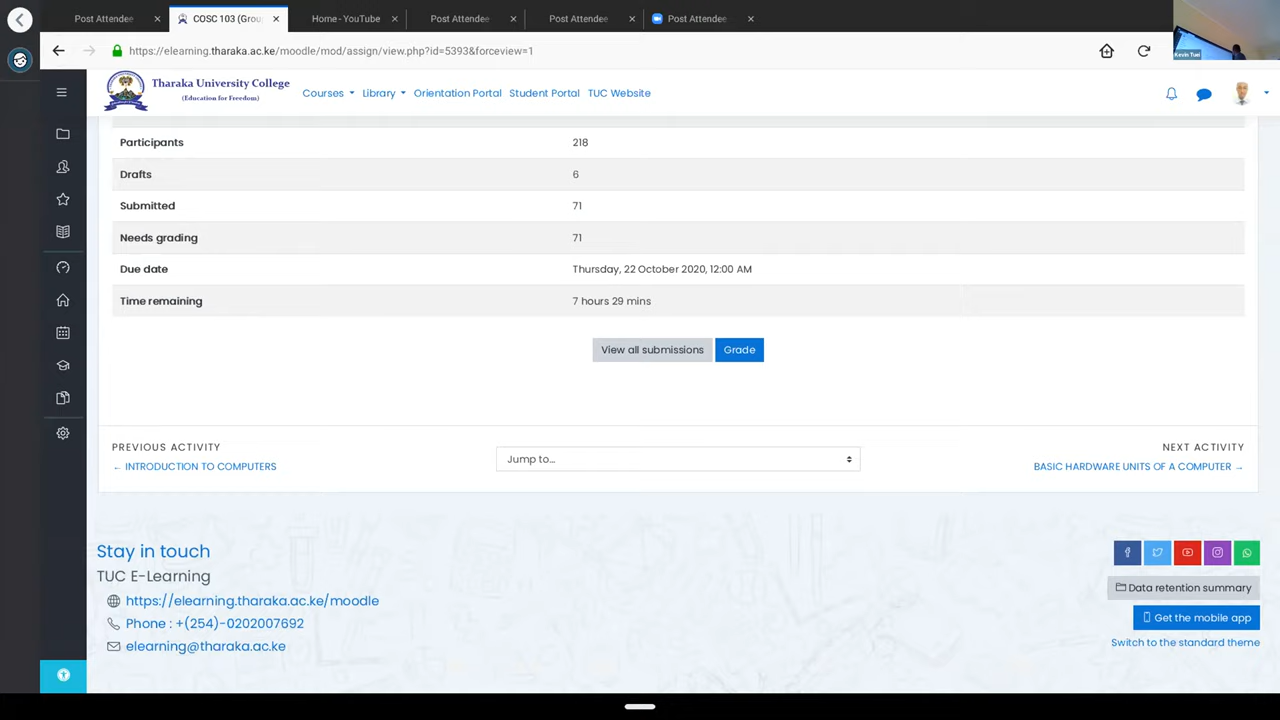 Post Attendee
COSC 103 (Grou
Home - YouTube
Post Attendee
Post Attendee
Post Attendee
https://elearning.tharaka.ac.ke/moodle/mod/assign/view.php?id=5393&forceview=1
Kevin Tuei
Tharaka University College
(Education for Freedom)
Courses
Library
Orientation Portal
Student Portal
TUC Website
Participants 218
Drafts 6
Submitted 71
Needs grading 71
Due date Thursday, 22 October 2020, 12:00 AM
Time remaining 7 hours 29 mins
View all submissions
Grade
PREVIOUS ACTIVITY
← INTRODUCTION TO COMPUTERS
Jump to...
NEXT ACTIVITY
BASIC HARDWARE UNITS OF A COMPUTER →
Stay in touch
TUC E-Learning
https://elearning.tharaka.ac.ke/moodle
Phone : +(254)-0202007692
elearning@tharaka.ac.ke
Data retention summary
Get the mobile app
Switch to the standard theme